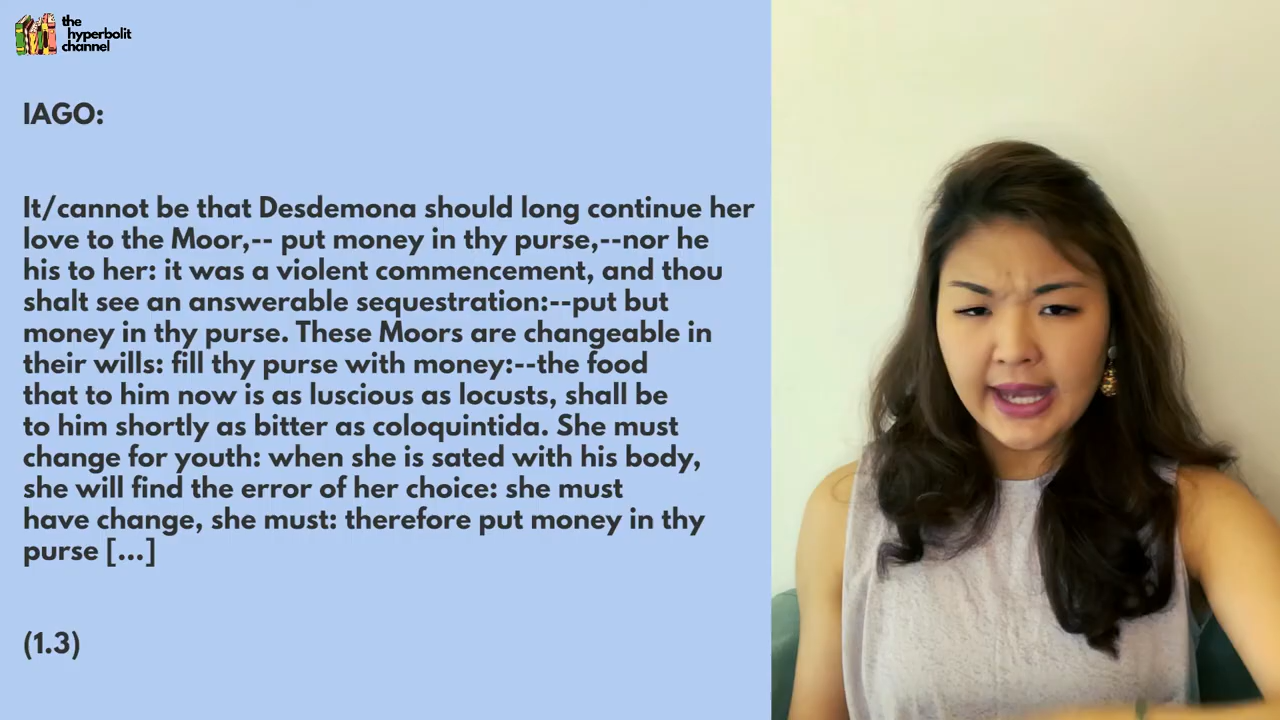 the
hyperbolit
channel
IAGO:
It/cannot be that Desdemona should long continue her
love to the Moor,-- put money in thy purse,--nor he
his to her: it was a violent commencement, and thou
shalt see an answerable sequestration:--put but
money in thy purse. These Moors are changeable in
their wills: fill thy purse with money:--the food
that to him now is as luscious as locusts, shall be
to him shortly as bitter as coloquintida. She must
change for youth: when she is sated with his body,
she will find the error of her choice: she must
have change, she must: therefore put money in thy
purse [...]
(1.3)